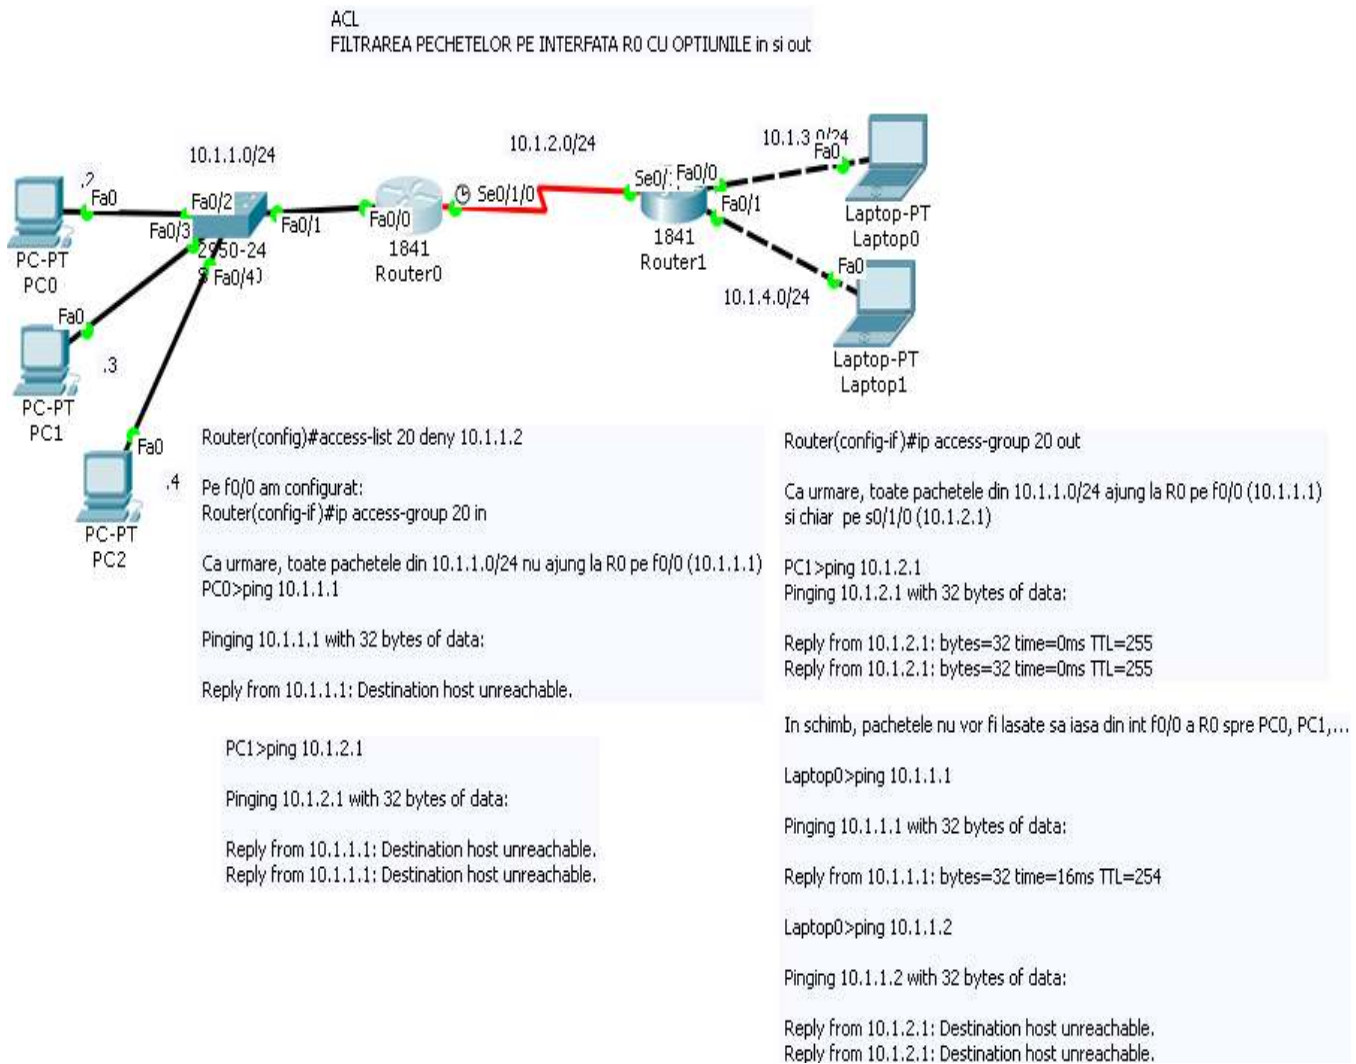 ACL
FILTRAREA PECHETELOR PE INTERFATA R0 CU OPTIUNILE in si out
10.1.1.0/24
10.1.2.0/24
10.1.3.0/24
Fa0
.2
Fa0
Fa0/2
Fa0/3
Fa0/1
Fa0/0
Se0/1/0
Fa0/0
Fa0/1
PC-PT
PC0
2950-24
Fa0/4
1841
Router0
1841
Router1
Laptop-PT
Laptop0
Fa0
10.1.4.0/24
Fa0
.3
PC-PT
PC1
Laptop-PT
Laptop1
Fa0
.4
PC-PT
PC2
Router(config)#access-list 20 deny 10.1.1.2
Pe f0/0 am configurat:
Router(config-if)#ip access-group 20 in
Ca urmare, toate pachetele din 10.1.1.0/24 nu ajung la R0 pe f0/0 (10.1.1.1)
PC0>ping 10.1.1.1
Pinging 10.1.1.1 with 32 bytes of data:
Reply from 10.1.1.1: Destination host unreachable.
PC1>ping 10.1.2.1
Pinging 10.1.2.1 with 32 bytes of data:
Reply from 10.1.1.1: Destination host unreachable.
Reply from 10.1.1.1: Destination host unreachable.
Router(config-if)#ip access-group 20 out
Ca urmare, toate pachetele din 10.1.1.0/24 ajung la R0 pe f0/0 (10.1.1.1)
si chiar pe s0/1/0 (10.1.2.1)
PC1>ping 10.1.2.1
Pinging 10.1.2.1 with 32 bytes of data:
Reply from 10.1.2.1: bytes=32 time=0ms TTL=255
Reply from 10.1.2.1: bytes=32 time=0ms TTL=255
In schimb, pachetele nu vor fi lasate sa iasa din int f0/0 a R0 spre PC0, PC1,...
Laptop0>ping 10.1.1.1
Pinging 10.1.1.1 with 32 bytes of data:
Reply from 10.1.1.1: bytes=32 time=16ms TTL=254
Laptop0>ping 10.1.1.2
Pinging 10.1.1.2 with 32 bytes of data:
Reply from 10.1.2.1: Destination host unreachable.
Reply from 10.1.2.1: Destination host unreachable.